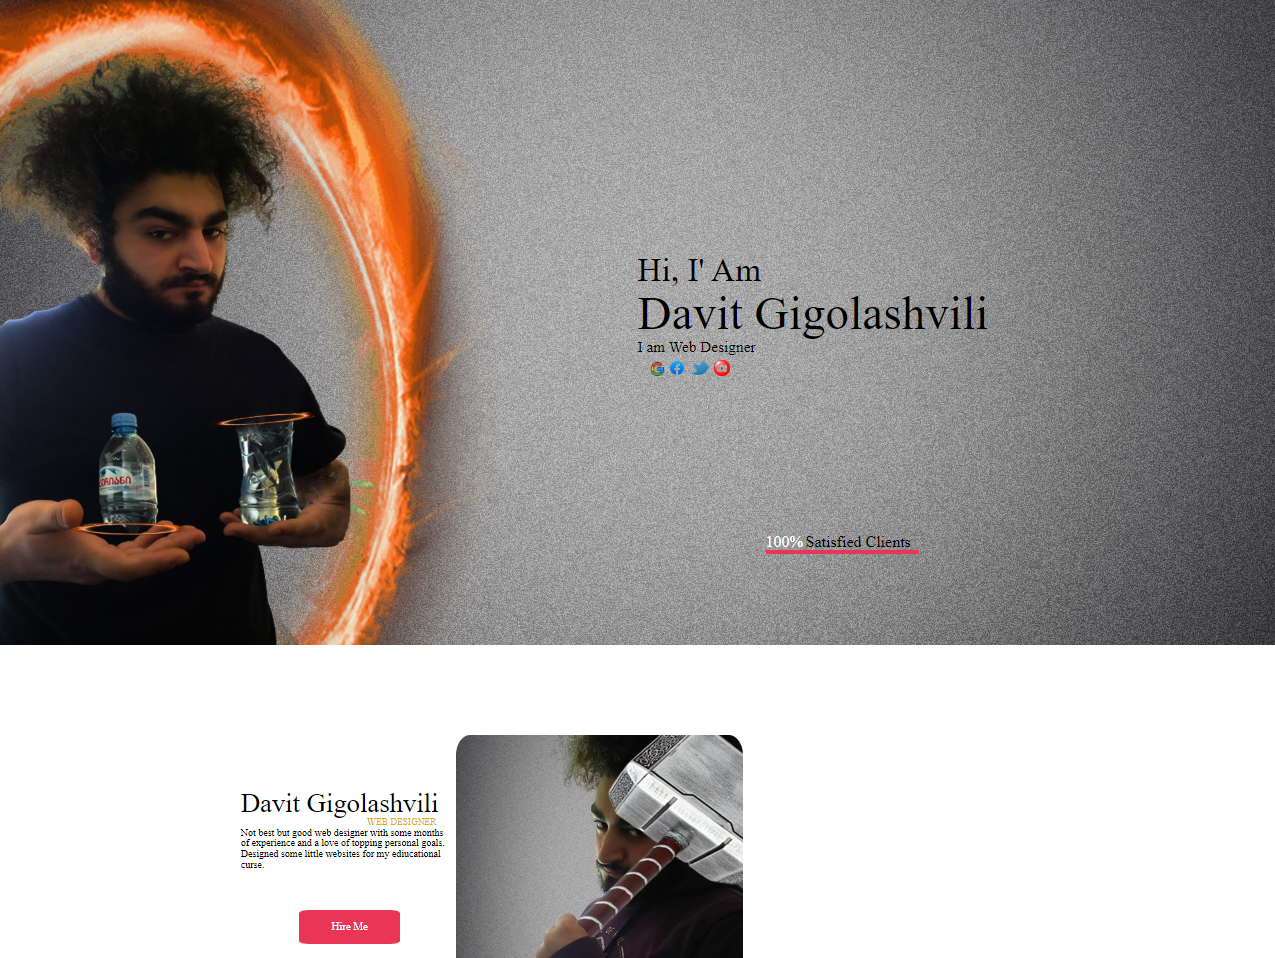 Hi, I' Am
Davit Gigolashvili
I am Web Designer
ბორჯომი
100% Satisfied Clients
Davit Gigolashvili
WEB DESIGNER
Not best but good web designer with some months
of experience and a love of topping personal goals.
Designed some little websites for my ediucational
curse.
Hire Me